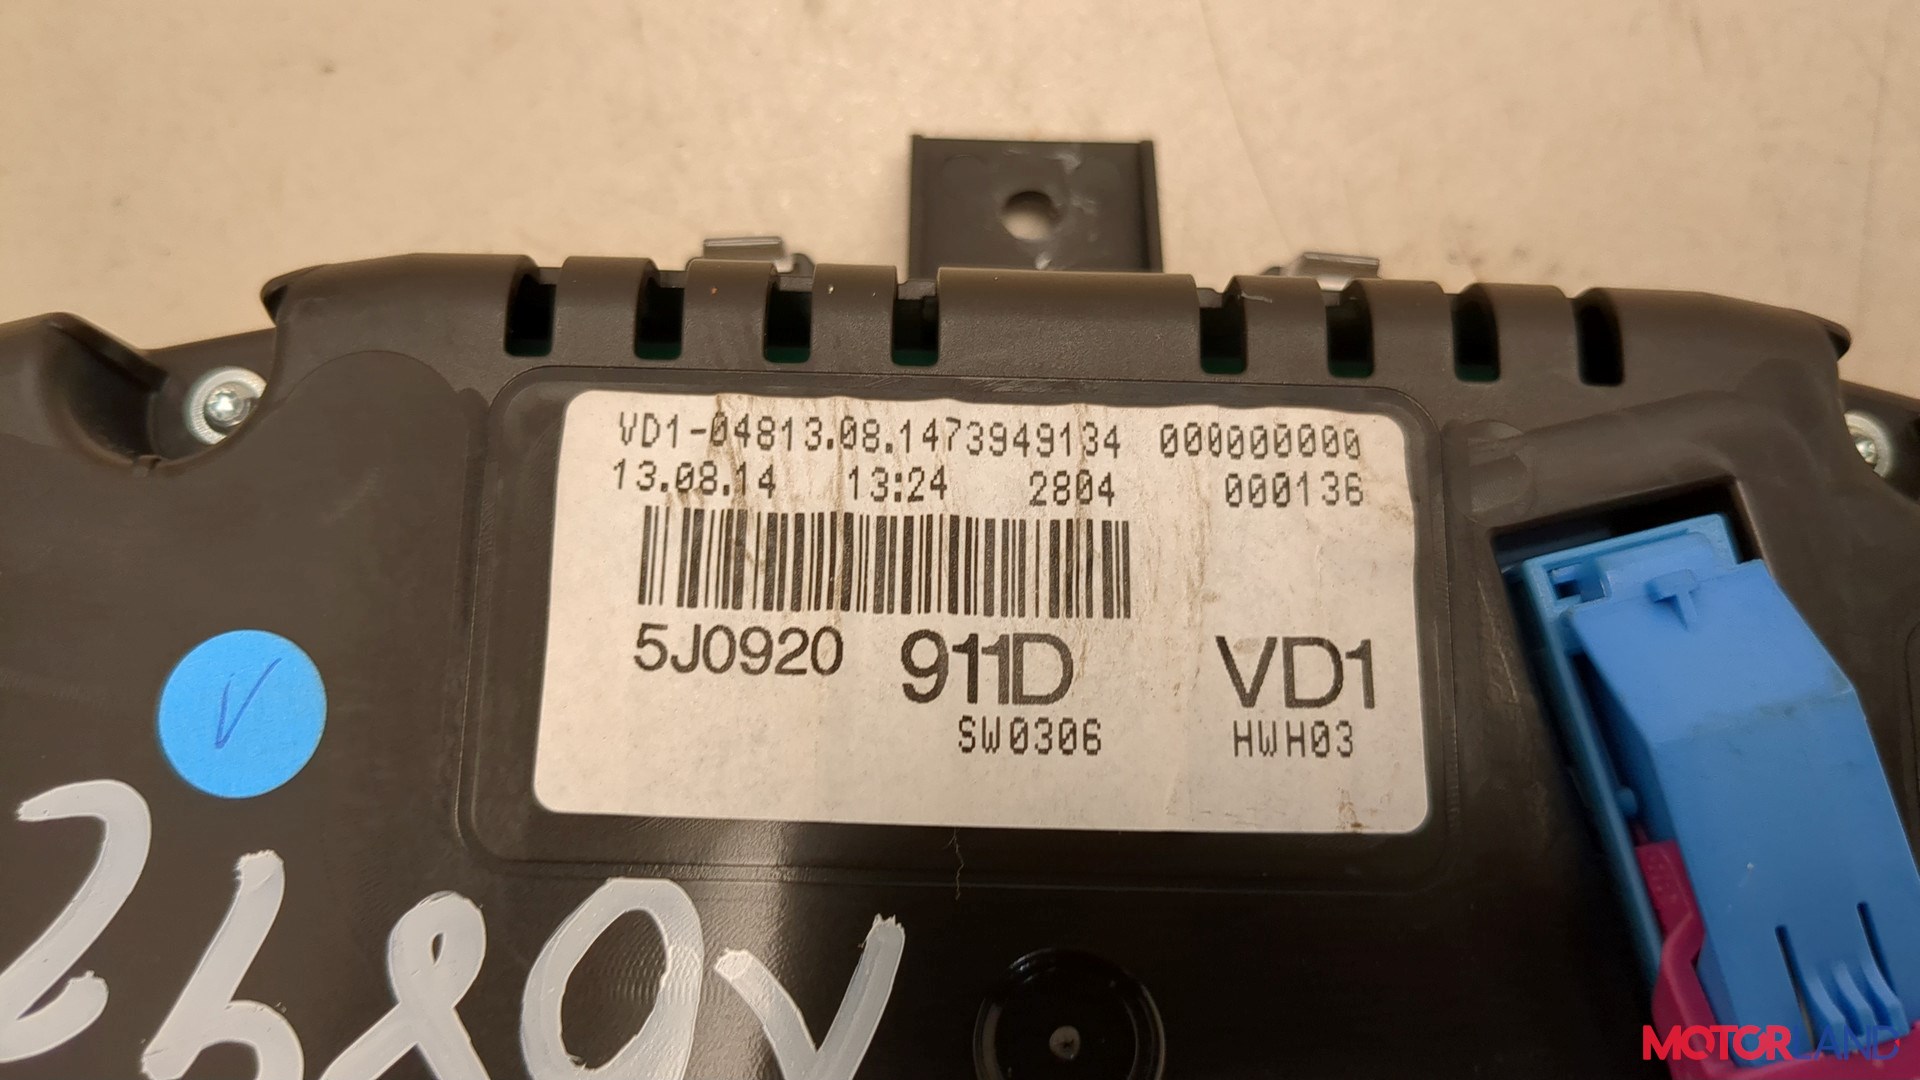 VD1-04813.08.1473949134 000000000
13.08.14 13:24 2804 000136
5J0920 911D VD1
SW0306 HWH03
V
MOTORLAND